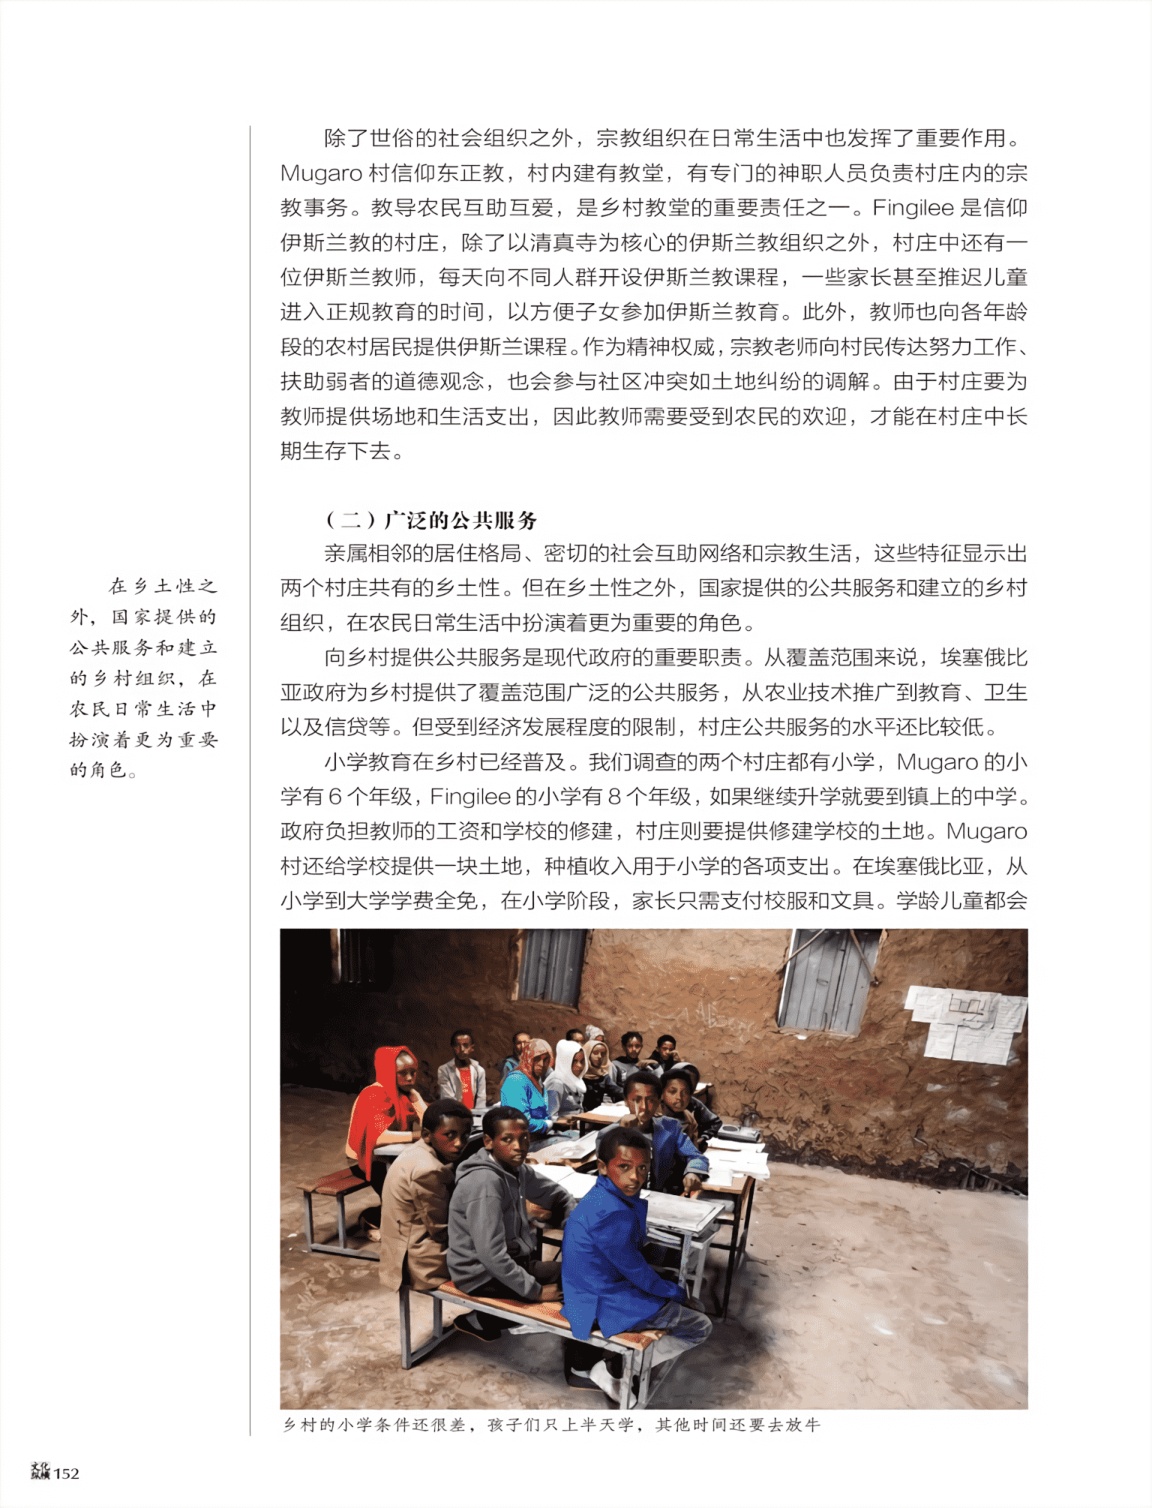 除了世俗的社会组织之外，宗教组织在日常生活中也发挥了重要作用。
Mugaro 村信仰东正教，村内建有教堂，有专门的神职人员负责村庄内的宗
教事务。教导农民互助互爱，是乡村教堂的重要责任之一。Fingilee 是信仰
伊斯兰教的村庄，除了以清真寺为核心的伊斯兰教组织之外，村庄中还有一
位伊斯兰教师，每天向不同人群开设伊斯兰教课程，一些家长甚至推迟儿童
进入正规教育的时间，以方便子女参加伊斯兰教育。此外，教师也向各年龄
段的农村居民提供伊斯兰课程。作为精神权威，宗教老师向村民传达努力工作、
扶助弱者的道德观念，也会参与社区冲突如土地纠纷的调解。由于村庄要为
教师提供场地和生活支出，因此教师需要受到农民的欢迎，才能在村庄中长
期生存下去。
（二）广泛的公共服务
亲属相邻的居住格局、密切的社会互助网络和宗教生活，这些特征显示出
两个村庄共有的乡土性。但在乡土性之外，国家提供的公共服务和建立的乡村
组织，在农民日常生活中扮演着更为重要的角色。
向乡村提供公共服务是现代政府的重要职责。从覆盖范围来说，埃塞俄比
亚政府为乡村提供了覆盖范围广泛的公共服务，从农业技术推广到教育、卫生
以及信贷等。但受到经济发展程度的限制，村庄公共服务的水平还比较低。
小学教育在乡村已经普及。我们调查的两个村庄都有小学，Mugaro 的小
学有 6 个年级，Fingilee 的小学有 8 个年级，如果继续升学就要到镇上的中学。
政府负担教师的工资和学校的修建，村庄则要提供修建学校的土地。Mugaro
村还给学校提供一块土地，种植收入用于小学的各项支出。在埃塞俄比亚，从
小学到大学学费全免，在小学阶段，家长只需支付校服和文具。学龄儿童都会
在乡土性之
外，国家提供的
公共服务和建立
的乡村组织，在
农民日常生活中
扮演着更为重要
的角色。
乡村的小学条件还很差，孩子们只上半天学，其他时间还要去放牛
文化
纵横 152